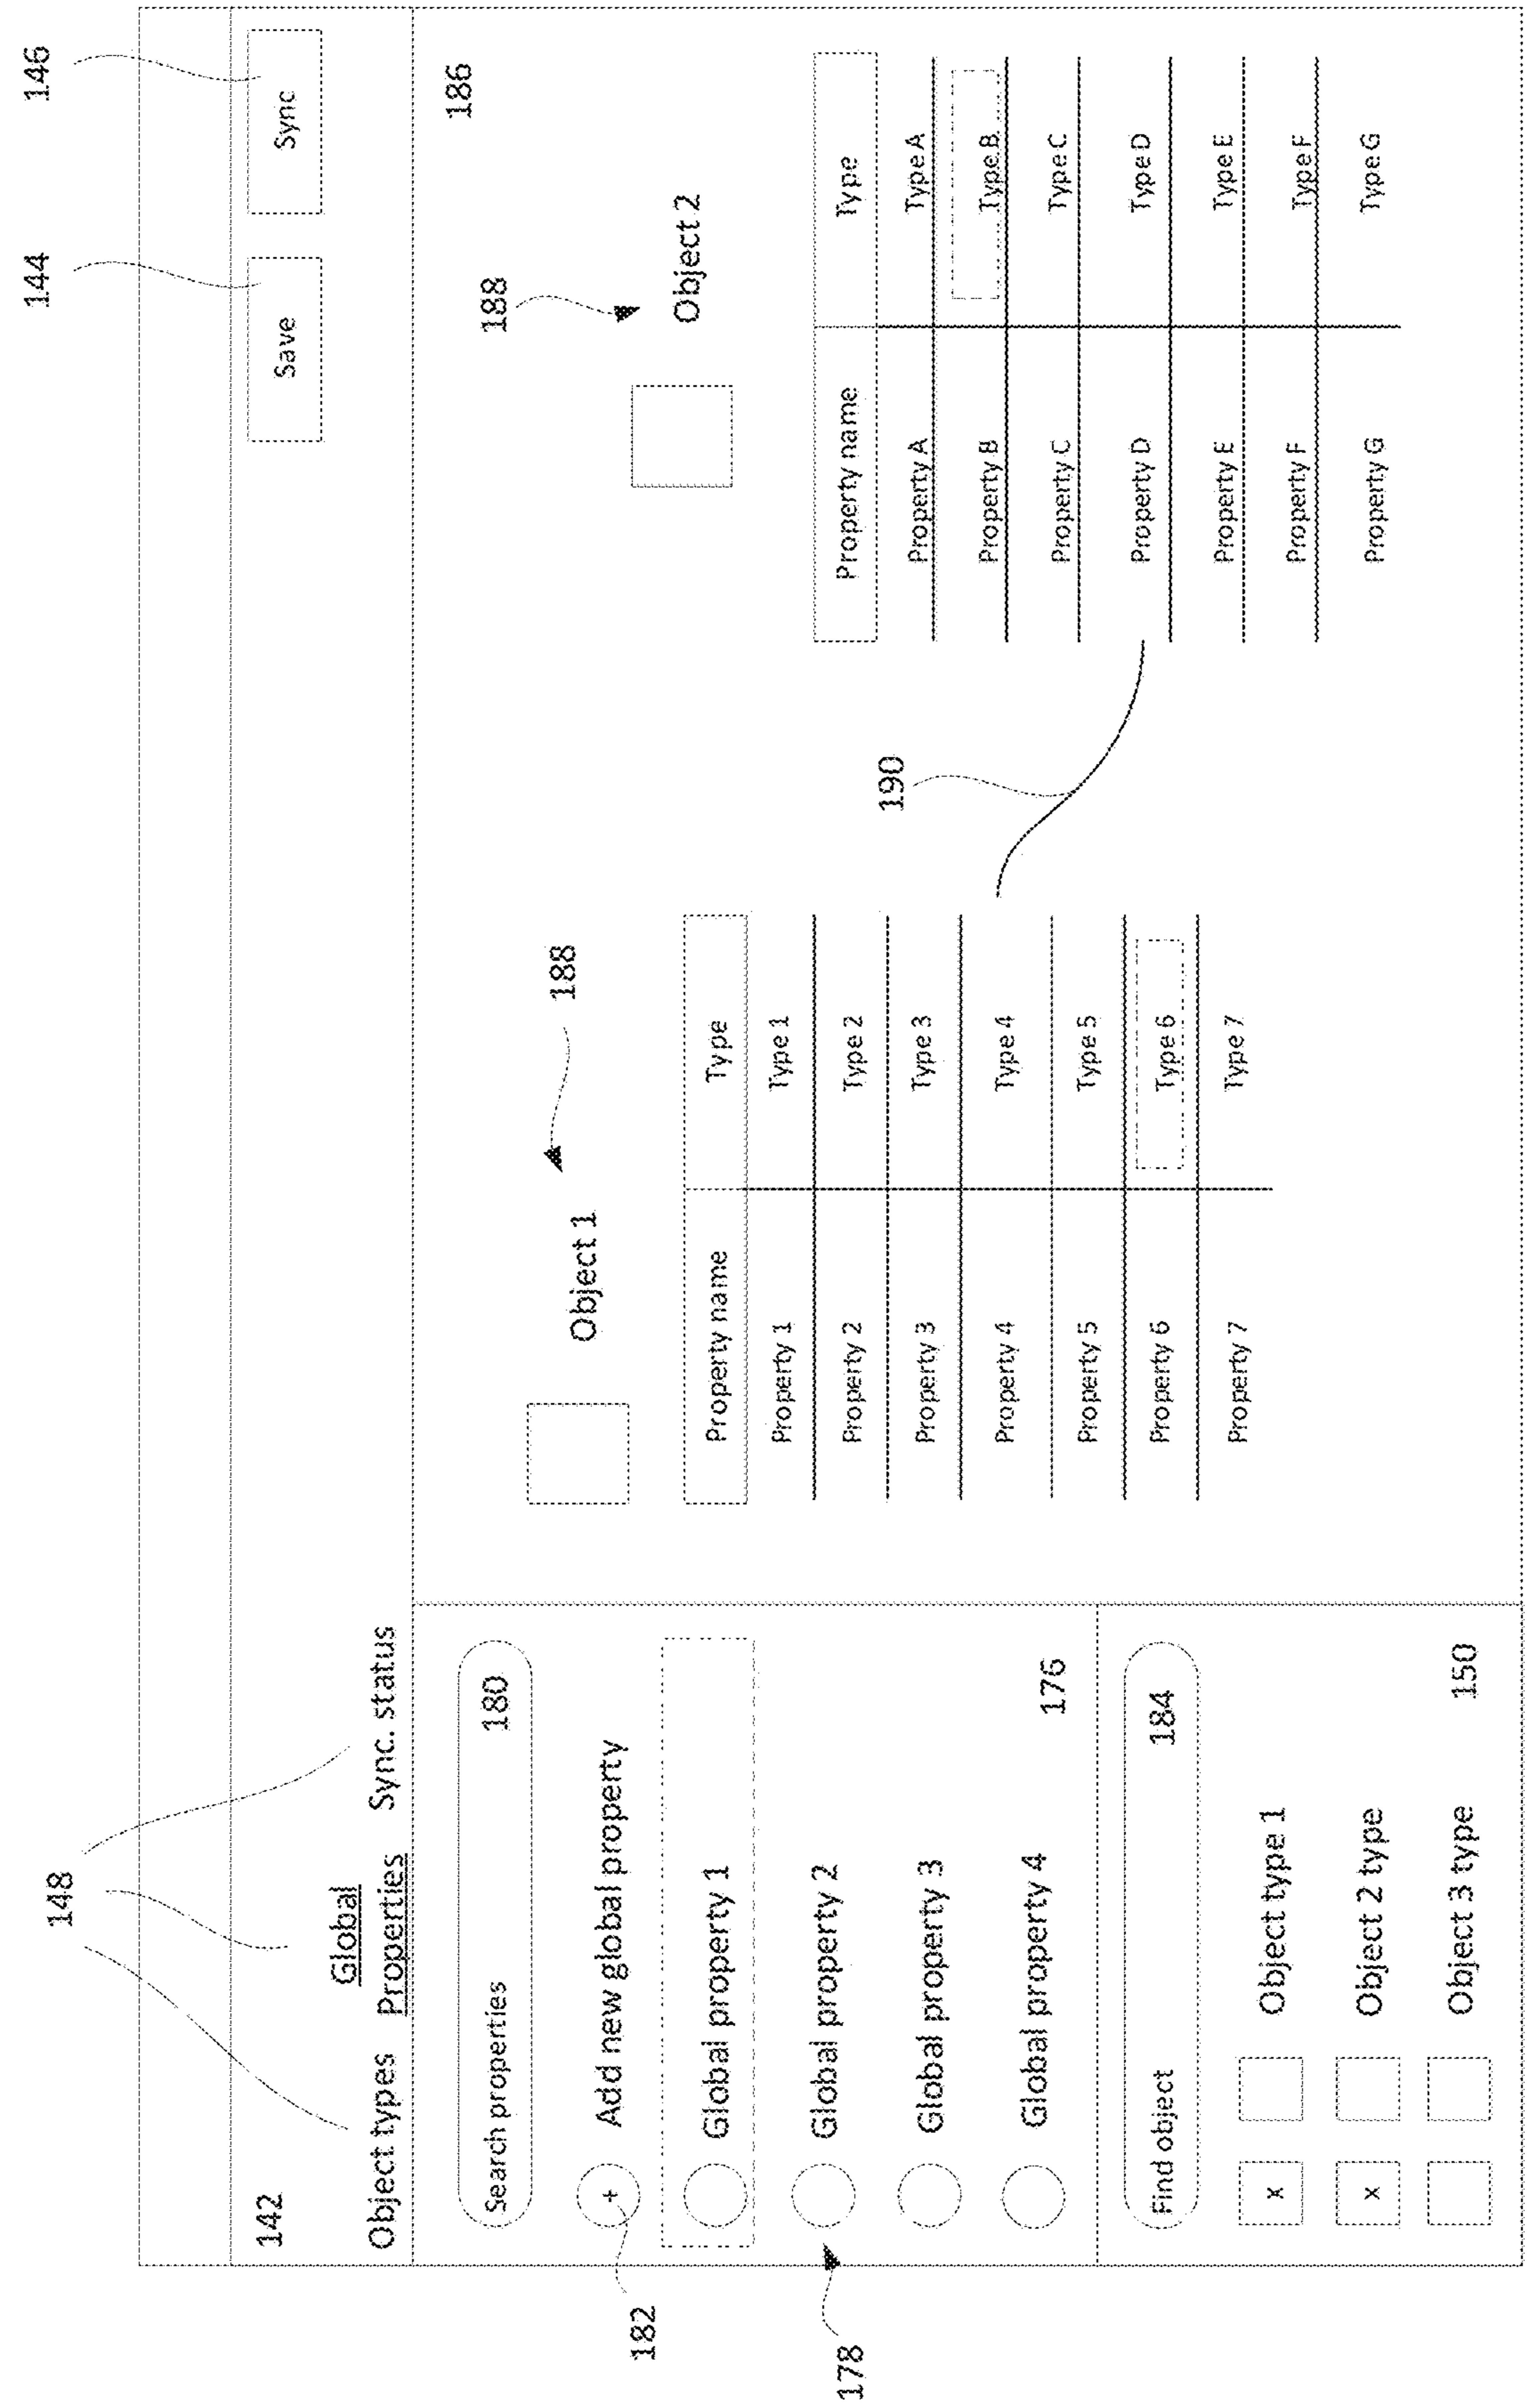 146
144
148
142
Save
Sync
Object types
Global
Properties
Sync. status
Search properties
180
+
Add new global property
182
Global property 1
Global property 2
178
Global property 3
Global property 4
176
Find object
184
x
Object type 1
x
Object 2 type
Object 3 type
150
186
188
Object 1
Property name
Type
Property 1
Type 1
Property 2
Type 2
Property 3
Type 3
Property 4
Type 4
Property 5
Type 5
Property 6
Type 6
Property 7
Type 7
190
188
Object 2
Property name
Type
Property A
Type A
Property B
Type B
Property C
Type C
Property D
Type D
Property E
Type E
Property F
Type F
Property G
Type G